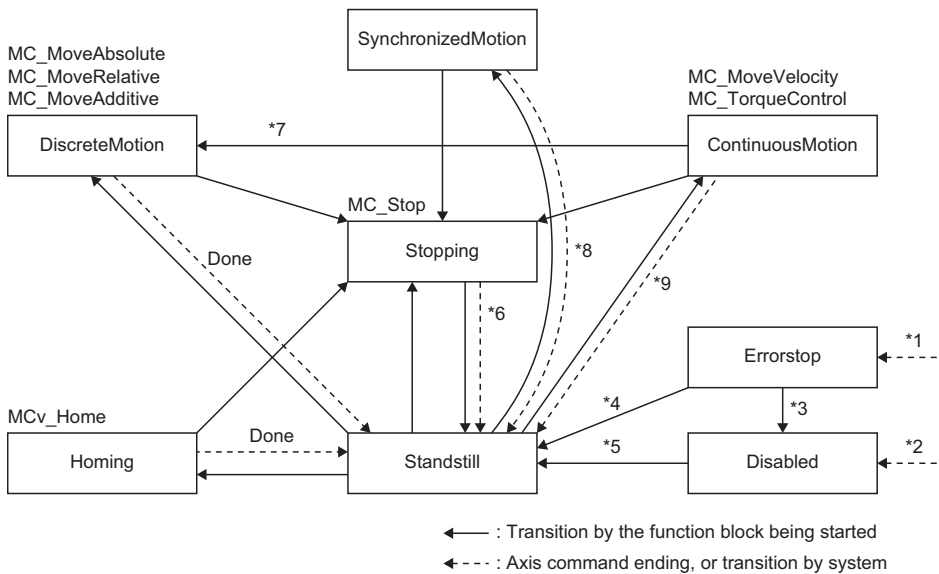 SynchronizedMotion
MC_MoveAbsolute
MC_MoveRelative
MC_MoveAdditive
MC_MoveVelocity
MC_TorqueControl
DiscreteMotion
*7
ContinuousMotion
MC_Stop
Stopping
Done
*8
*9
*6
Errorstop
*1
*4
*3
MCv_Home
Homing
Done
Standstill
*5
Disabled
*2
: Transition by the function block being started
: Axis command ending, or transition by system